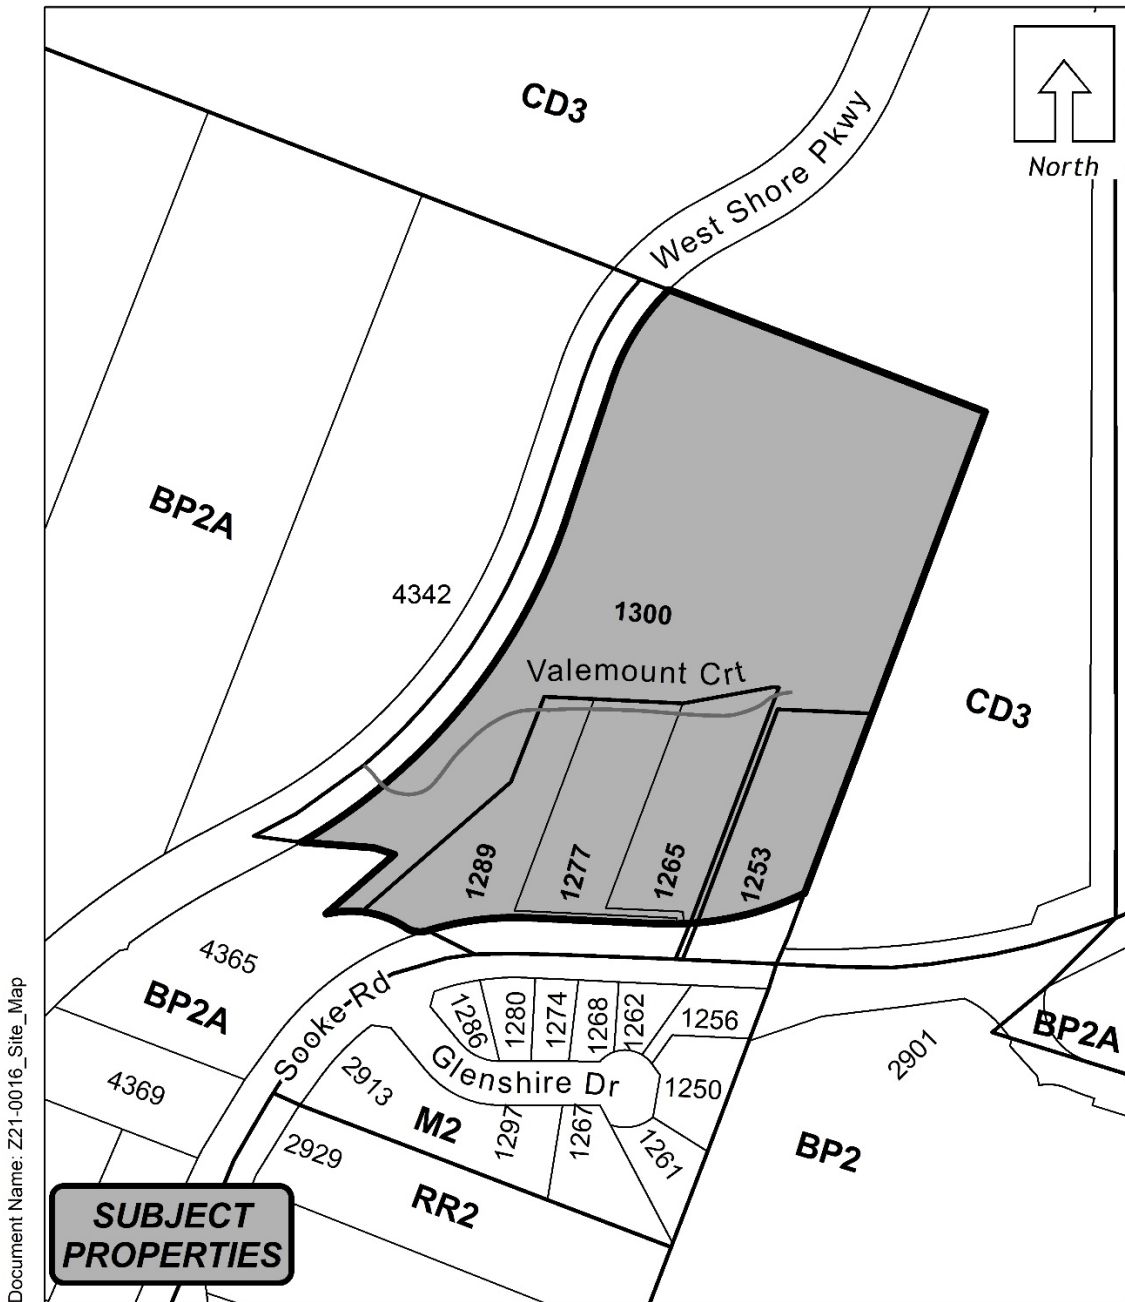 CD3
North
West Shore Pkwy
BP2A
4342
1300
Valemount Crt
CD3
1289
1277
1265
1253
4365
BP2A
Sooke Rd
1286
1280
1274
1268
1262
1256
BP2A
2901
4369
2913
Glenshire Dr
1250
M2
1297
1267
1261
BP2
2929
RR2
SUBJECT
PROPERTIES
Document Name: Z21-0016_Site_Map